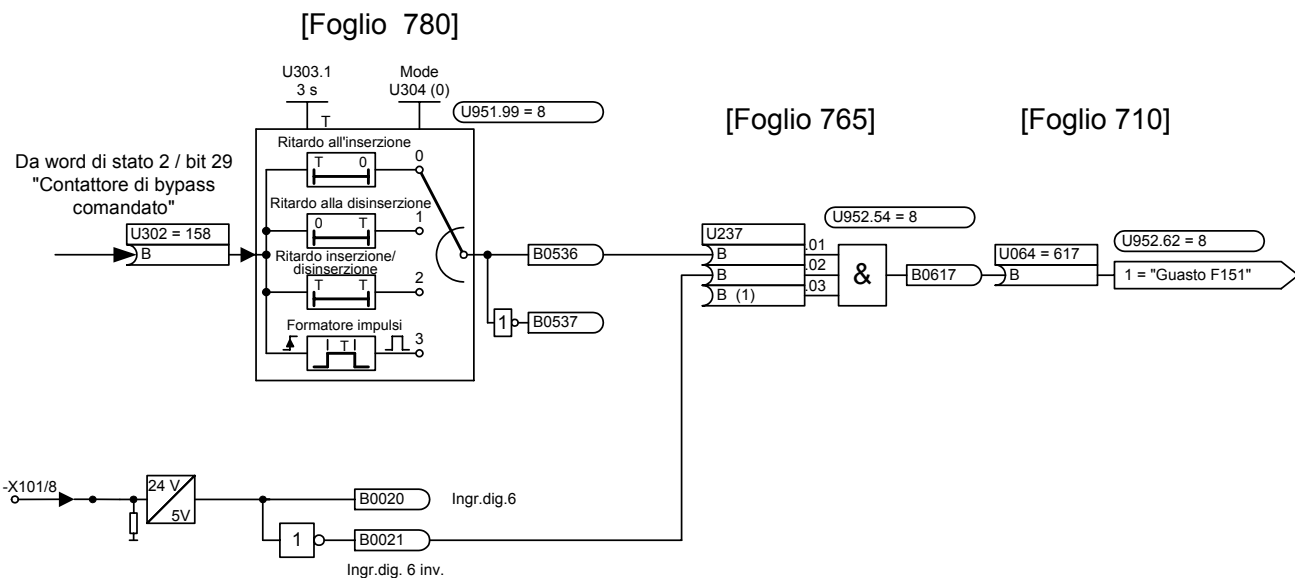 [Foglio 780]
U303.1
3 s
T
Mode
U304 (0)
U951.99 = 8
[Foglio 765]
[Foglio 710]
Da word di stato 2 / bit 29
"Contattore di bypass
comandato"
U302 = 158
B
Ritardo all'inserzione
T 0
0
Ritardo alla disinserzione
0 T
1
Ritardo inserzione/
disinserzione
T T
2
Formatore impulsi
T
3
B0536
1
B0537
U952.54 = 8
U237
B
.01
B
.02
B (1)
.03
&
B0617
U952.62 = 8
U064 = 617
B
1 = "Guasto F151"
-X101/8
24 V
5V
B0020
Ingr.dig.6
1
B0021
Ingr.dig. 6 inv.